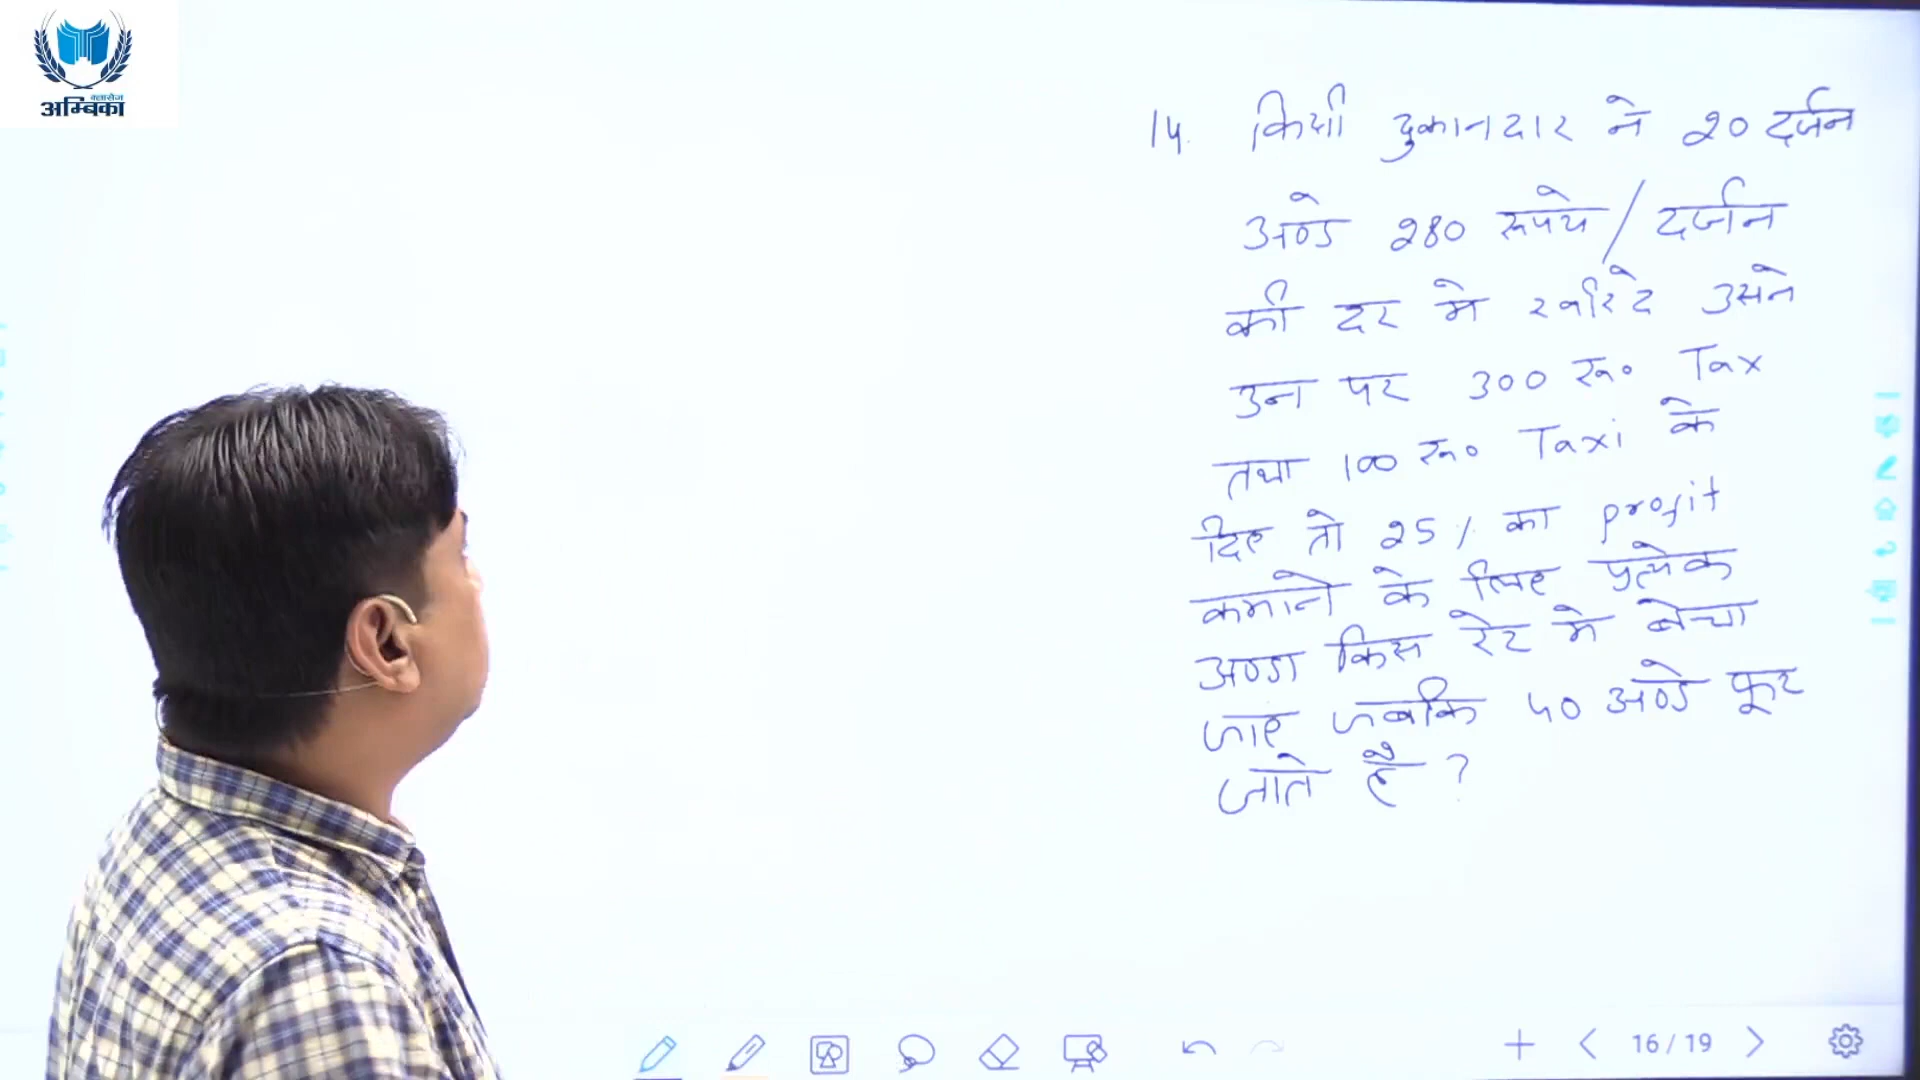 क्लासेज
अम्बिका
14. किसी दुकानदार ने 20 दर्जन
अण्डे 280 रूपये / दर्जन
की दर मे खरिदे उसने
उन पर 300 रू० Tax
तथा 100 रू० Taxi के
दिए तो 25% का profit
कमाने के लिए प्रत्येक
अण्डा किस रेट मे बेचा
जाए जबकि 40 अण्डे फूट
जाते है ?
16/19